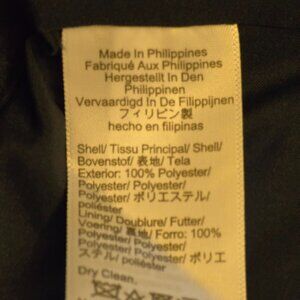 Made In Philippines
Fabriqué Aux Philippines
Hergestellt In Den
Philippinen
Vervaardigd In De Filippijnen
フィリピン製
hecho en filipinas
Shell/ Tissu Principal/ Shell/
Bovenstof/ 表地/ Tela
Exterior: 100% Polyester/
Polyester/ Polyester/
Polyester/ ポリエステル/
poliéster
Lining/ Doublure/ Futter/
Voering/ 裏地/ Forro: 100%
Polyester/ Polyester/
Polyester/ Polyester/ ポリエ
ステル/ poliéster
Dry Clean.